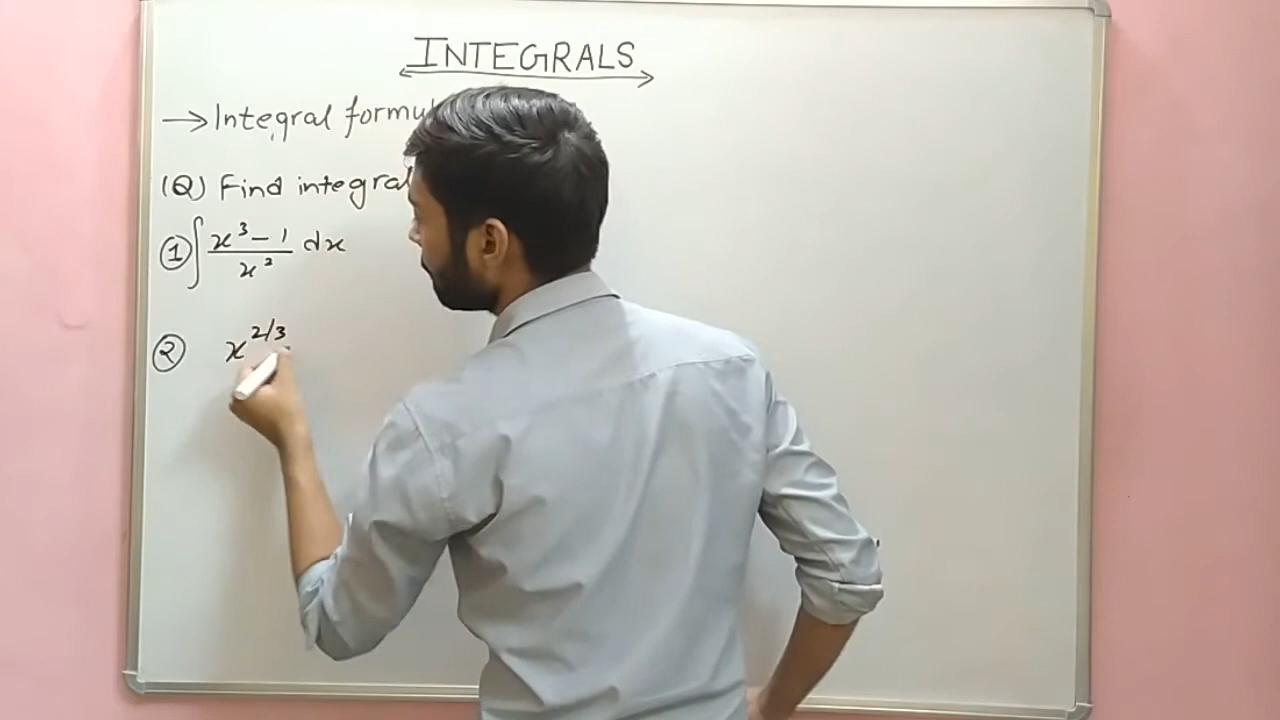 INTEGRALS
→ Integral formul
(Q) Find integral
① ∫ (x³ - 1)/x² dx
② x^2/3